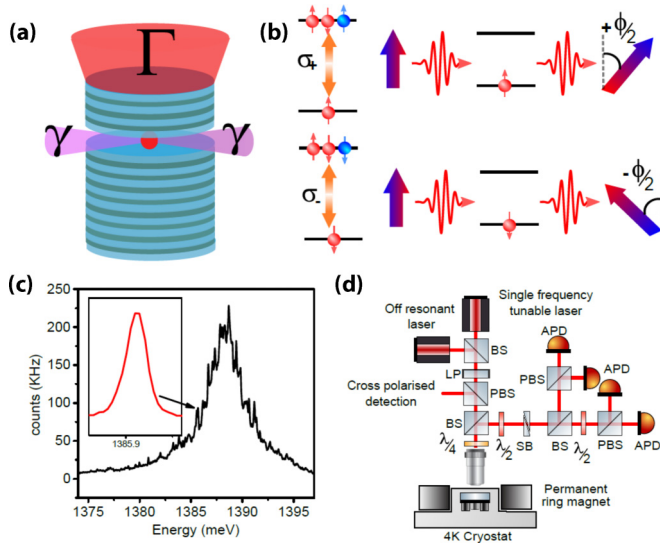 (a)
Γ
γ
γ
(b)
σ+
+ϕ/2
σ-
-ϕ/2
(c)
counts (KHz)
250
200
150
100
50
0
1385.9
1375
1380
1385
1390
1395
Energy (meV)
(d)
Single frequency
tunable laser
Off resonant
laser
BS
APD
LP
APD
PBS
Cross polarised
detection
PBS
BS
λ/4
λ/2
SB
BS
λ/2
PBS
APD
Permanent
ring magnet
4K Cryostat